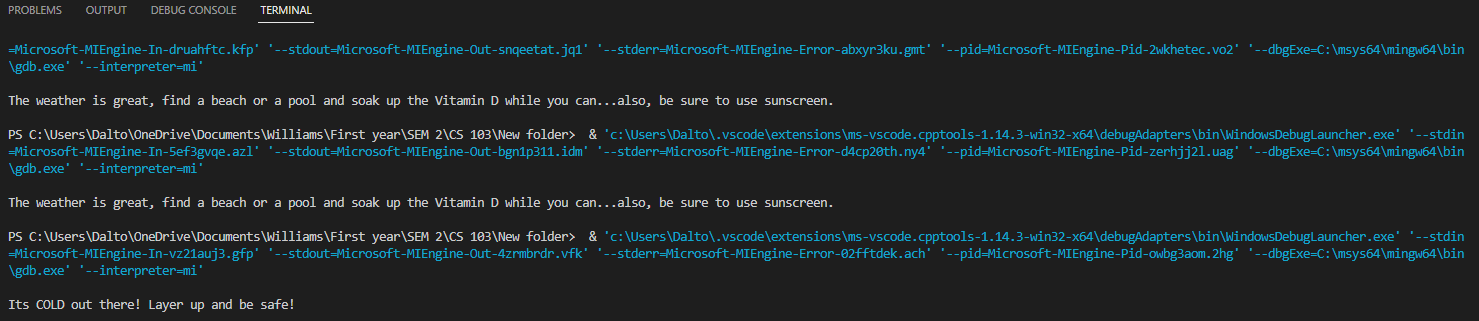 PROBLEMS OUTPUT DEBUG CONSOLE TERMINAL
=Microsoft-MIEngine-In-druahftc.kfp' '--stdout=Microsoft-MIEngine-Out-snqeetat.jq1' '--stderr=Microsoft-MIEngine-Error-abxyr3ku.gmt' '--pid=Microsoft-MIEngine-Pid-2wkhetec.vo2' '--dbgExe=C:\msys64\mingw64\bin
\gdb.exe' '--interpreter=mi'
The weather is great, find a beach or a pool and soak up the Vitamin D while you can...also, be sure to use sunscreen.
PS C:\Users\Dalto\OneDrive\Documents\Williams\First year\SEM 2\CS 103\New folder>  & 'c:\Users\Dalto\.vscode\extensions\ms-vscode.cpptools-1.14.3-win32-x64\debugAdapters\bin\WindowsDebugLauncher.exe' '--stdin
=Microsoft-MIEngine-In-5ef3gvqe.azl' '--stdout=Microsoft-MIEngine-Out-bgn1p311.idm' '--stderr=Microsoft-MIEngine-Error-d4cp20th.ny4' '--pid=Microsoft-MIEngine-Pid-zerhjj2l.uag' '--dbgExe=C:\msys64\mingw64\bin
\gdb.exe' '--interpreter=mi'
The weather is great, find a beach or a pool and soak up the Vitamin D while you can...also, be sure to use sunscreen.
PS C:\Users\Dalto\OneDrive\Documents\Williams\First year\SEM 2\CS 103\New folder>  & 'c:\Users\Dalto\.vscode\extensions\ms-vscode.cpptools-1.14.3-win32-x64\debugAdapters\bin\WindowsDebugLauncher.exe' '--stdin
=Microsoft-MIEngine-In-vz21auj3.gfp' '--stdout=Microsoft-MIEngine-Out-4zrmbrdr.vfk' '--stderr=Microsoft-MIEngine-Error-02fftdek.ach' '--pid=Microsoft-MIEngine-Pid-owbg3aom.2hg' '--dbgExe=C:\msys64\mingw64\bin
\gdb.exe' '--interpreter=mi'
Its COLD out there! Layer up and be safe!